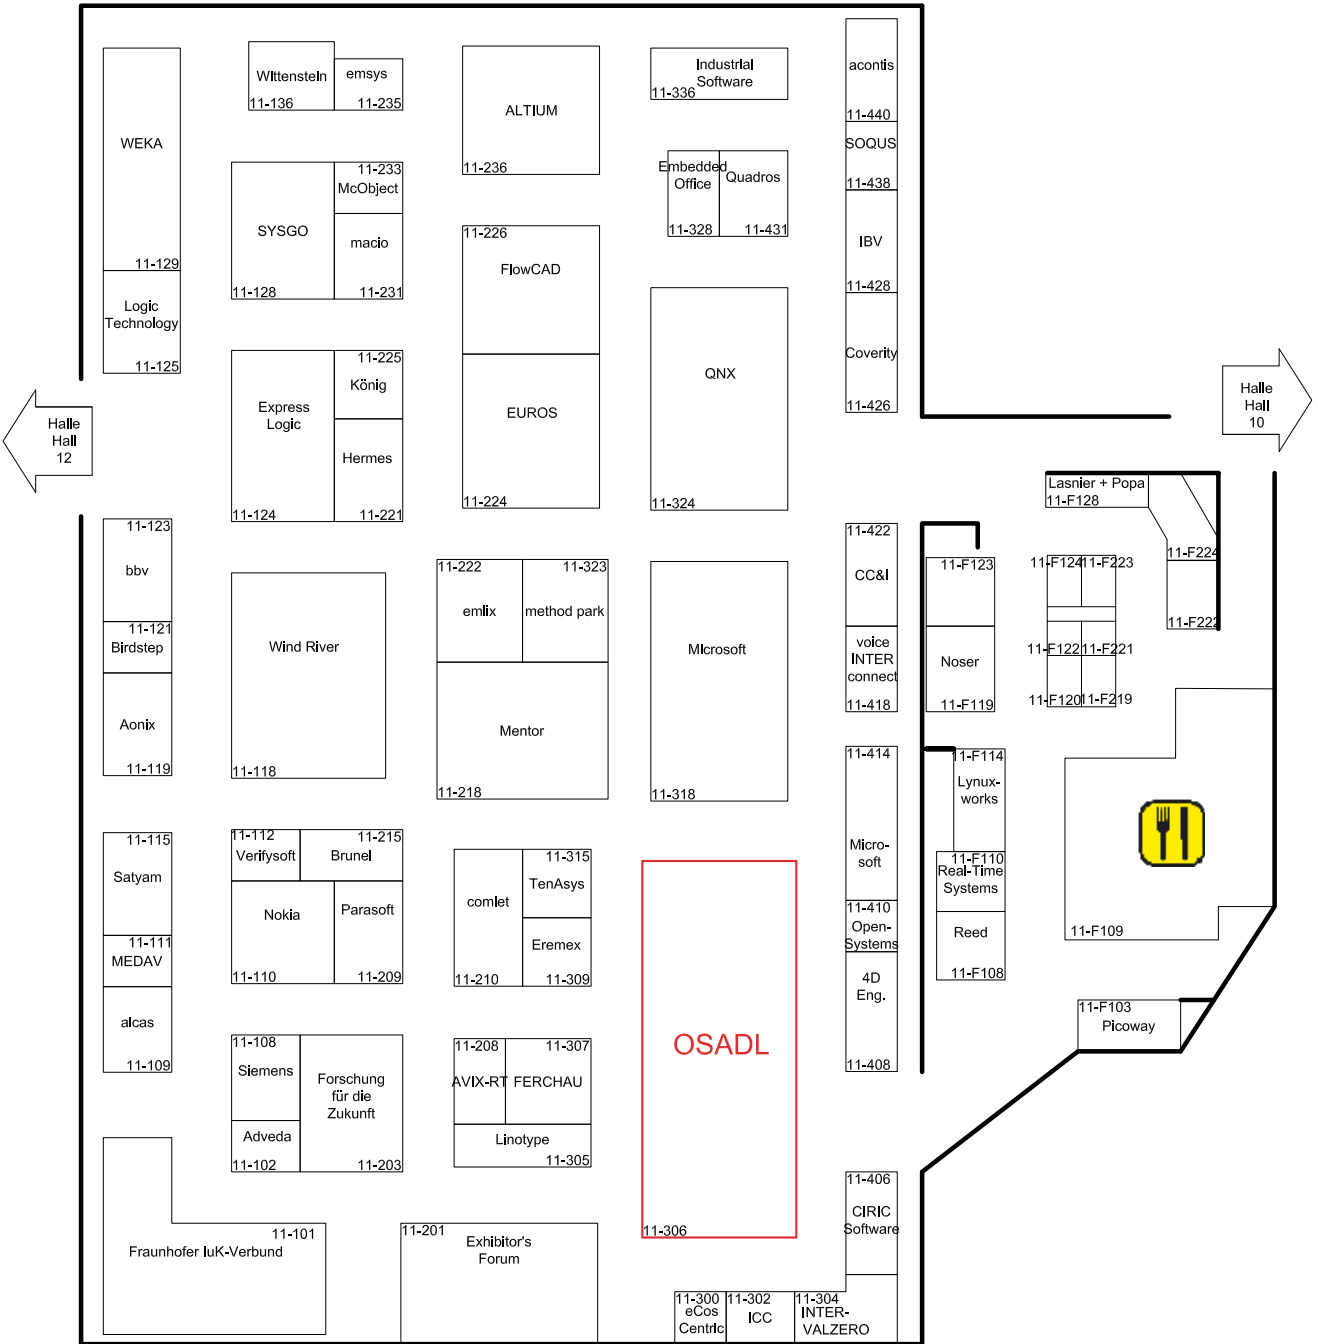 WEKA
11-129
Logic
Technology
11-125
Wittenstein
11-136
emsys
11-235
11-233
McObject
SYSGO
11-128
macio
11-231
ALTIUM
11-236
11-226
FlowCAD
EUROS
11-224
Industrial
Software
11-336
Embedded
Office
11-328
Quadros
11-431
QNX
11-324
acontis
11-440
SOQUS
11-438
IBV
11-428
Coverity
11-426
Halle
Hall
12
Halle
Hall
10
11-225
König
Express
Logic
11-124
Hermes
11-221
11-123
bbv
11-121
Birdstep
Aonix
11-119
Wind River
11-118
11-222
emlix
11-323
method park
Mentor
11-218
Microsoft
11-318
11-422
CC&I
voice
INTER
connect
11-418
11-F123
Noser
11-F119
Lasnier + Popa
11-F128
11-F224
11-F222
11-F124
11-F223
11-F122
11-F221
11-F120
11-F219
11-414
Micro-
soft
11-410
Open-
Systems
4D
Eng.
11-408
11-F114
Lynux-
works
11-F110
Real-Time
Systems
Reed
11-F108
11-F109
11-F103
Picoway
11-115
Satyam
11-111
MEDAV
alcas
11-109
11-112
Verifysoft
11-215
Brunel
Nokia
11-110
Parasoft
11-209
comlet
11-210
11-315
TenAsys
Eremex
11-309
OSADL
11-306
11-108
Siemens
Adveda
11-102
Forschung
für die
Zukunft
11-203
11-208
AVIX-RT
11-307
FERCHAU
Linotype
11-305
11-101
Fraunhofer IuK-Verbund
11-201
Exhibitor's
Forum
11-406
CIRIC
Software
11-300
eCos
Centric
11-302
ICC
11-304
INTER-
VALZERO